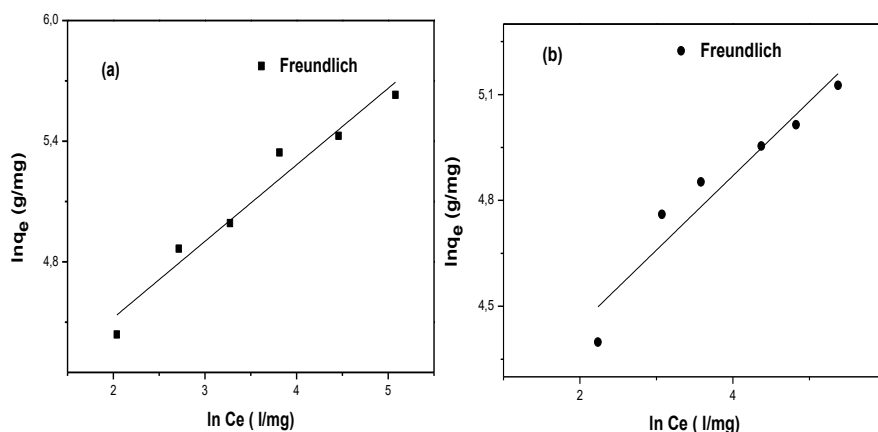 6,0
(a)
Freundlich
5,4
4,8
lnqe (g/mg)
2
3
4
5
ln Ce ( l/mg)
(b)
Freundlich
5,1
4,8
4,5
lnqe (g/mg)
2
4
ln Ce ( l/mg)